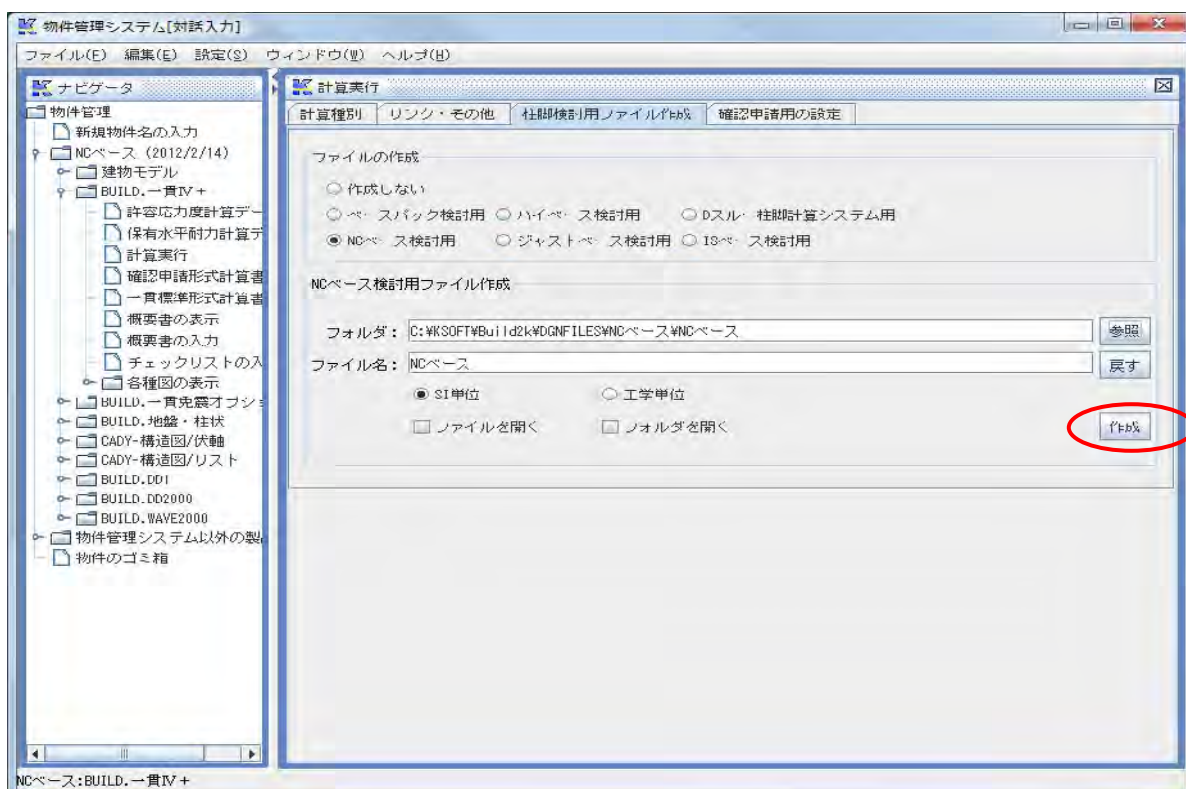 物件管理システム[対話入力]
ファイル(F) 編集(E) 設定(S) ウィンドウ(W) ヘルプ(H)
ナビゲータ
物件管理
新規物件名の入力
NCベース (2012/2/14)
建物モデル
BUILD.一貫Ⅳ+
許容応力度計算デー
保有水平耐力計算デ
計算実行
確認申請形式計算書
一貫標準形式計算書
概要書の表示
概要書の入力
チェックリストの入
各種図の表示
BUILD.一貫免震オプショ
BUILD.地盤・柱状
CADY-構造図/伏軸
CADY-構造図/リスト
BUILD.DD1
BUILD.DD2000
BUILD.WAVE2000
物件管理システム以外の製
物件のゴミ箱
計算実行
計算種別 リンク・その他 柱脚検討用ファイル作成 確認申請用の設定
ファイルの作成
作成しない
ベースパック検討用 ハイベース検討用 Dスルー柱脚計算システム用
NCベース検討用 ジャストベース検討用 ISベース検討用
NCベース検討用ファイル作成
フォルダ: C:¥KSOFT¥Build2k¥DGNFILES¥NCベース¥NCベース 参照
ファイル名: NCベース 戻す
SI単位 工学単位
ファイルを開く フォルダを開く 作成
NCベース:BUILD.一貫Ⅳ+